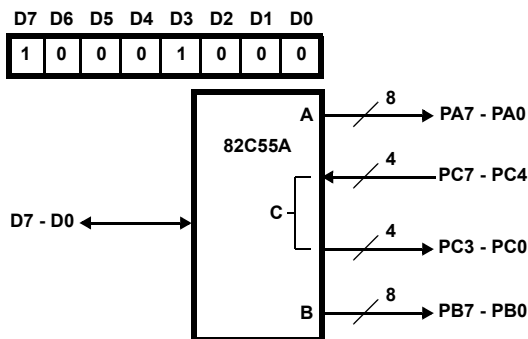 D7 D6 D5 D4 D3 D2 D1 D0
1 0 0 0 1 0 0 0
A 8 PA7 - PA0
82C55A
4 PC7 - PC4
C
D7 - D0
4 PC3 - PC0
B 8 PB7 - PB0